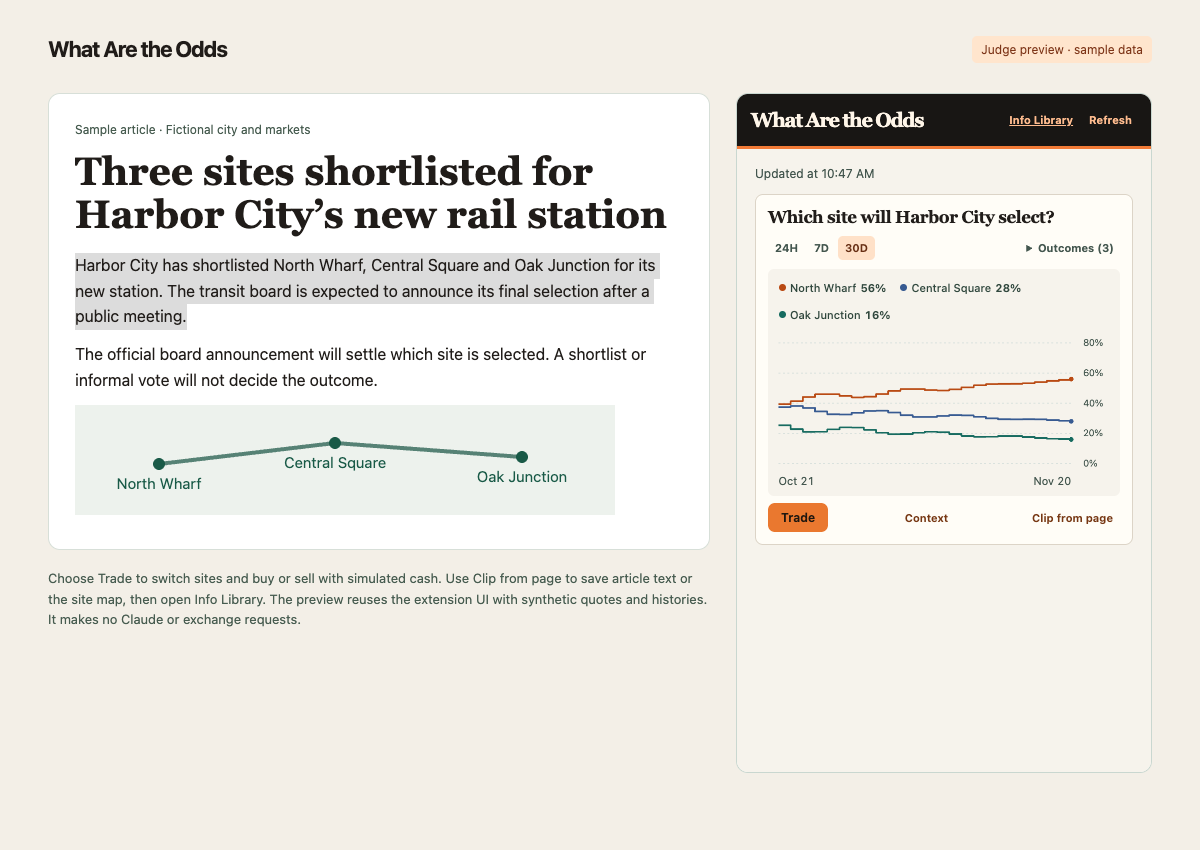 What Are the Odds
Judge preview · sample data
Sample article · Fictional city and markets
Three sites shortlisted for
Harbor City’s new rail station
Harbor City has shortlisted North Wharf, Central Square and Oak Junction for its
new station. The transit board is expected to announce its final selection after a
public meeting.
The official board announcement will settle which site is selected. A shortlist or
informal vote will not decide the outcome.
North Wharf
Central Square
Oak Junction
Choose Trade to switch sites and buy or sell with simulated cash. Use Clip from page to save article text or
the site map, then open Info Library. The preview reuses the extension UI with synthetic quotes and histories.
It makes no Claude or exchange requests.
What Are the Odds
Info Library
Refresh
Updated at 10:47 AM
Which site will Harbor City select?
24H 7D 30D
▶ Outcomes (3)
North Wharf 56% Central Square 28%
Oak Junction 16%
80%
60%
40%
20%
0%
Oct 21
Nov 20
Trade
Context
Clip from page